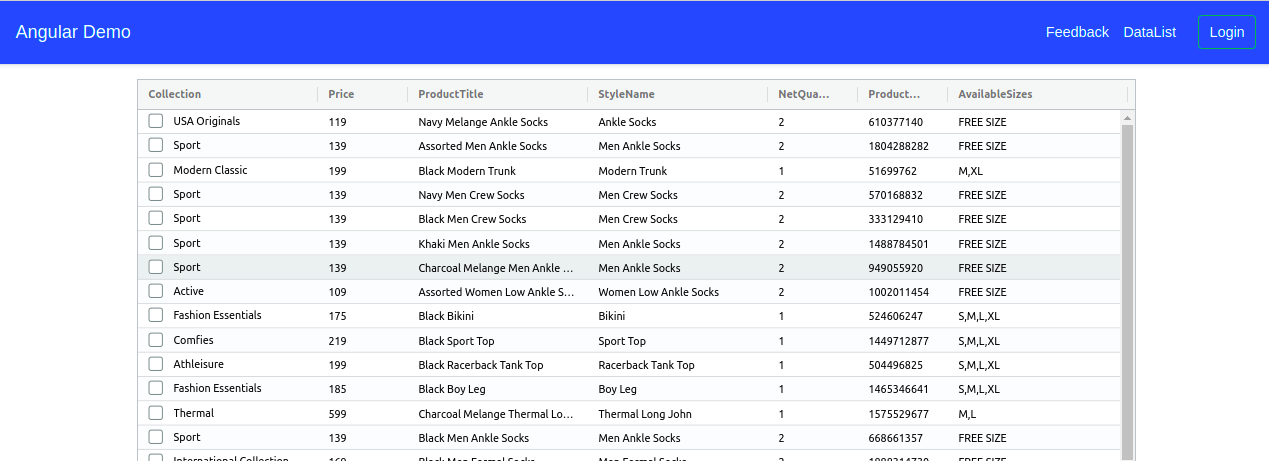 Angular Demo Feedback DataList Login
Collection Price ProductTitle StyleName NetQua... Product... AvailableSizes
USA Originals 119 Navy Melange Ankle Socks Ankle Socks 2 610377140 FREE SIZE
Sport 139 Assorted Men Ankle Socks Men Ankle Socks 2 1804288282 FREE SIZE
Modern Classic 199 Black Modern Trunk Modern Trunk 1 51699762 M,XL
Sport 139 Navy Men Crew Socks Men Crew Socks 2 570168832 FREE SIZE
Sport 139 Black Men Crew Socks Men Crew Socks 2 333129410 FREE SIZE
Sport 139 Khaki Men Ankle Socks Men Ankle Socks 2 1488784501 FREE SIZE
Sport 139 Charcoal Melange Men Ankle ... Men Ankle Socks 2 949055920 FREE SIZE
Active 109 Assorted Women Low Ankle S... Women Low Ankle Socks 2 1002011454 FREE SIZE
Fashion Essentials 175 Black Bikini Bikini 1 524606247 S,M,L,XL
Comfies 219 Black Sport Top Sport Top 1 1449712877 S,M,L,XL
Athleisure 199 Black Racerback Tank Top Racerback Tank Top 1 504496825 S,M,L,XL
Fashion Essentials 185 Black Boy Leg Boy Leg 1 1465346641 S,M,L,XL
Thermal 599 Charcoal Melange Thermal Lo... Thermal Long John 1 1575529677 M,L
Sport 139 Black Men Ankle Socks Men Ankle Socks 2 668661357 FREE SIZE
International Collection 169 Black Men Formal Socks Men Formal Socks 2 FREE SIZE